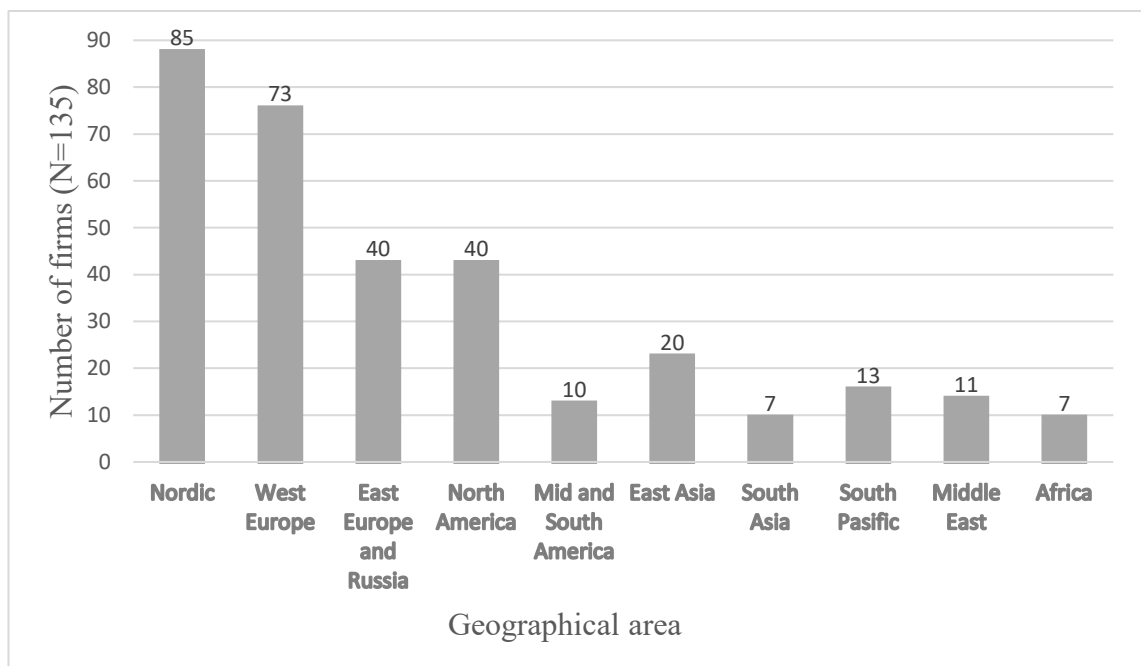 Number of firms (N=135)
90
80
70
60
50
40
30
20
10
0
85
73
40
40
10
20
7
13
11
7
Nordic
West
Europe
East
Europe
and
Russia
North
America
Mid and
South
America
East Asia
South
Asia
South
Pasific
Middle
East
Africa
Geographical area